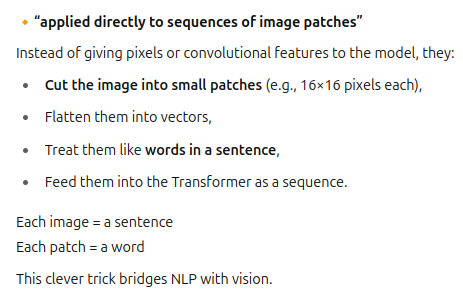 🔸 “applied directly to sequences of image patches”
Instead of giving pixels or convolutional features to the model, they:
• Cut the image into small patches (e.g., 16×16 pixels each),
• Flatten them into vectors,
• Treat them like words in a sentence,
• Feed them into the Transformer as a sequence.
Each image = a sentence
Each patch = a word
This clever trick bridges NLP with vision.